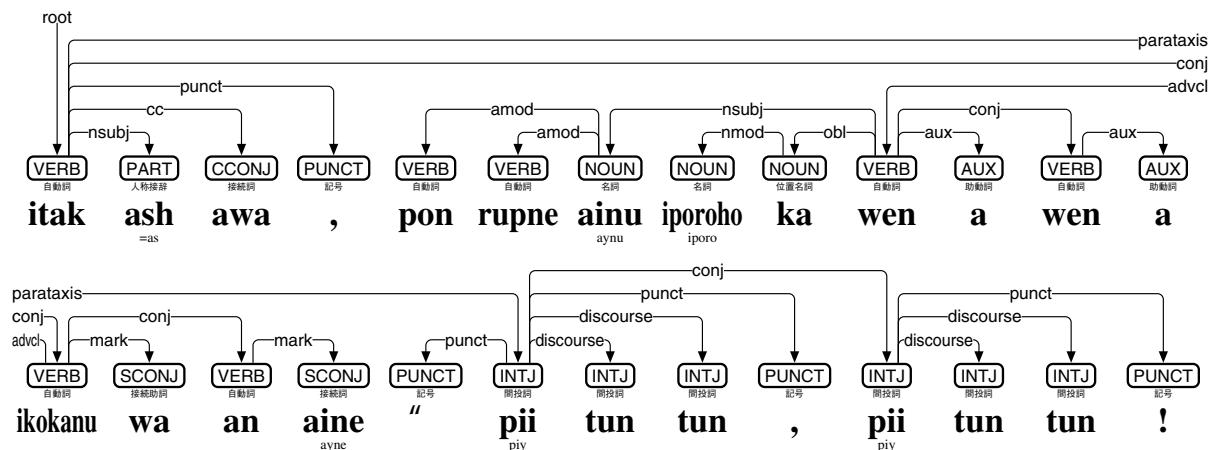 root
parataxis
conj
punct advcl
cc amod nsubj conj
nsubj amod nmod obl aux aux
VERB PART CCONJ PUNCT VERB VERB NOUN NOUN NOUN VERB AUX VERB AUX
自動詞 人称接辞 接続詞 記号 自動詞 自動詞 名詞 名詞 位置名詞 自動詞 助動詞 自動詞 助動詞
itak ash awa , pon rupne ainu iporoho ka wen a wen a
=as aynu iporo
conj
parataxis punct punct
conj conj discourse discourse
advcl mark mark punct discourse discourse
VERB SCONJ VERB SCONJ PUNCT INTJ INTJ INTJ PUNCT INTJ INTJ INTJ PUNCT
自動詞 接続助詞 自動詞 接続詞 記号 間投詞 間投詞 間投詞 記号 間投詞 間投詞 間投詞 記号
ikokanu wa an aine “ pii tun tun , pii tun tun !
ayne piy piy